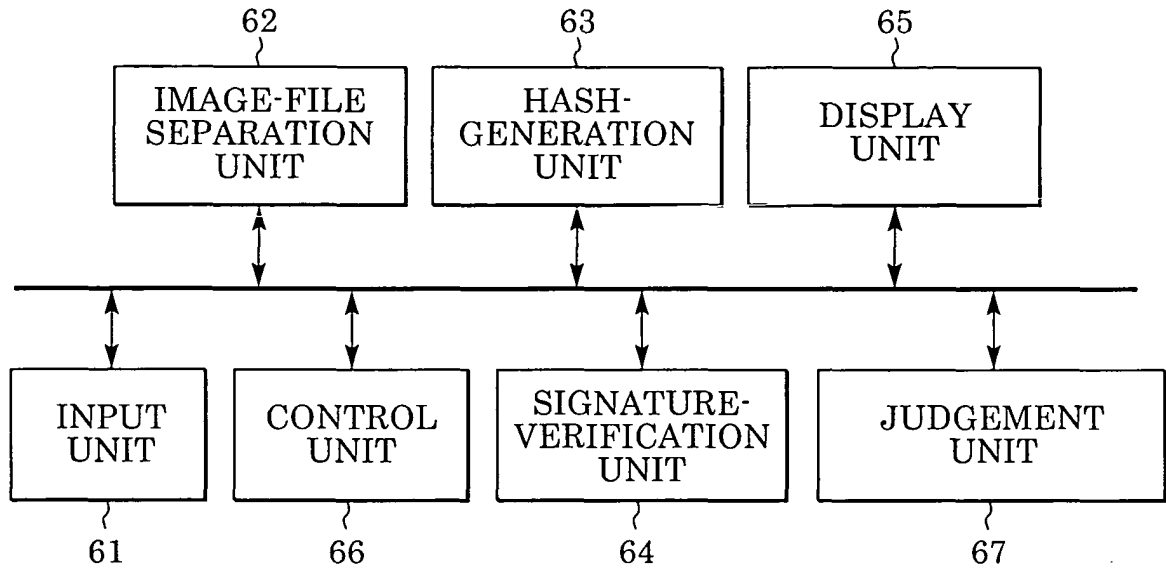 62
63
65
IMAGE-FILE
SEPARATION
UNIT
HASH-
GENERATION
UNIT
DISPLAY
UNIT
INPUT
UNIT
CONTROL
UNIT
SIGNATURE-
VERIFICATION
UNIT
JUDGEMENT
UNIT
61
66
64
67